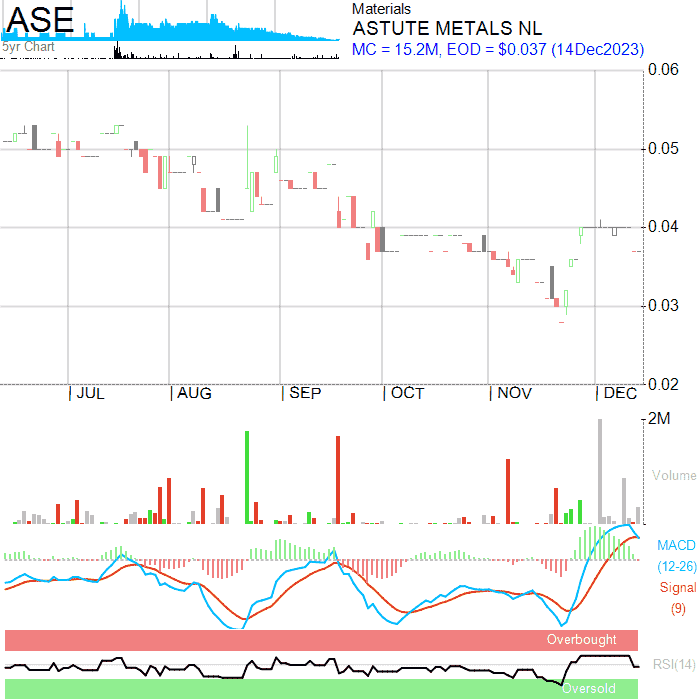 ASE
5yr Chart
Materials
ASTUTE METALS NL
MC = 15.2M, EOD = $0.037 (14Dec2023)
0.06
0.05
0.04
0.03
0.02
JUL
AUG
SEP
OCT
NOV
DEC
2M
Volume
MACD
(12-26)
Signal
(9)
Overbought
RSI(14)
Oversold